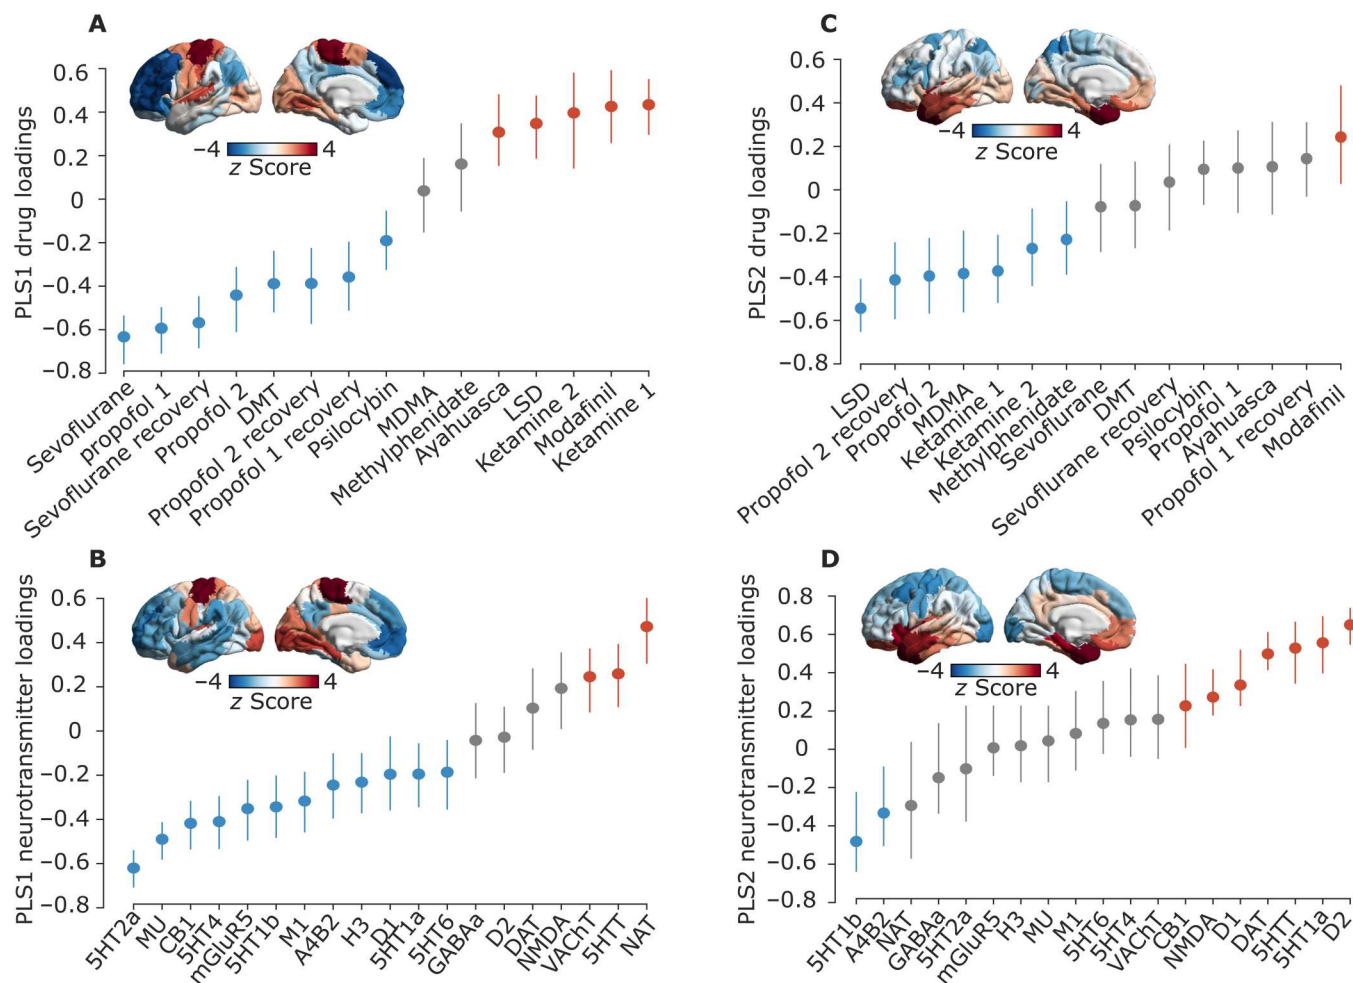 A
PLS1 drug loadings
0.6
0.4
0.2
0
−0.2
−0.4
−0.6
−0.8
−4 4
z Score
Sevoflurane
propofol 1
Sevoflurane recovery
Propofol 2
DMT
Propofol 2 recovery
Propofol 1 recovery
Psilocybin
MDMA
Methylphenidate
Ayahuasca
LSD
Ketamine 2
Modafinil
Ketamine 1
C
PLS2 drug loadings
0.6
0.4
0.2
0
−0.2
−0.4
−0.6
−0.8
−4 4
z Score
LSD
Propofol 2 recovery
Propofol 2
MDMA
Ketamine 1
Ketamine 2
Methylphenidate
Sevoflurane
DMT
Sevoflurane recovery
Psilocybin
Propofol 1
Ayahuasca
Propofol 1 recovery
Modafinil
B
PLS1 neurotransmitter loadings
0.6
0.4
0.2
0
−0.2
−0.4
−0.6
−0.8
−4 4
z Score
5HT2a
MU
CB1
5HT4
mGluR5
5HT1b
M1
A4B2
H3
D1
5HT1a
5HT6
GABAa
D2
DAT
NMDA
VAChT
5HTT
NAT
D
PLS2 neurotransmitter loadings
0.8
0.6
0.4
0.2
0
−0.2
−0.4
−0.6
−0.8
−4 4
z Score
5HT1b
A4B2
NAT
GABAa
5HT2a
mGluR5
H3
MU
M1
5HT6
5HT4
VAChT
CB1
NMDA
D1
DAT
5HTT
5HT1a
D2